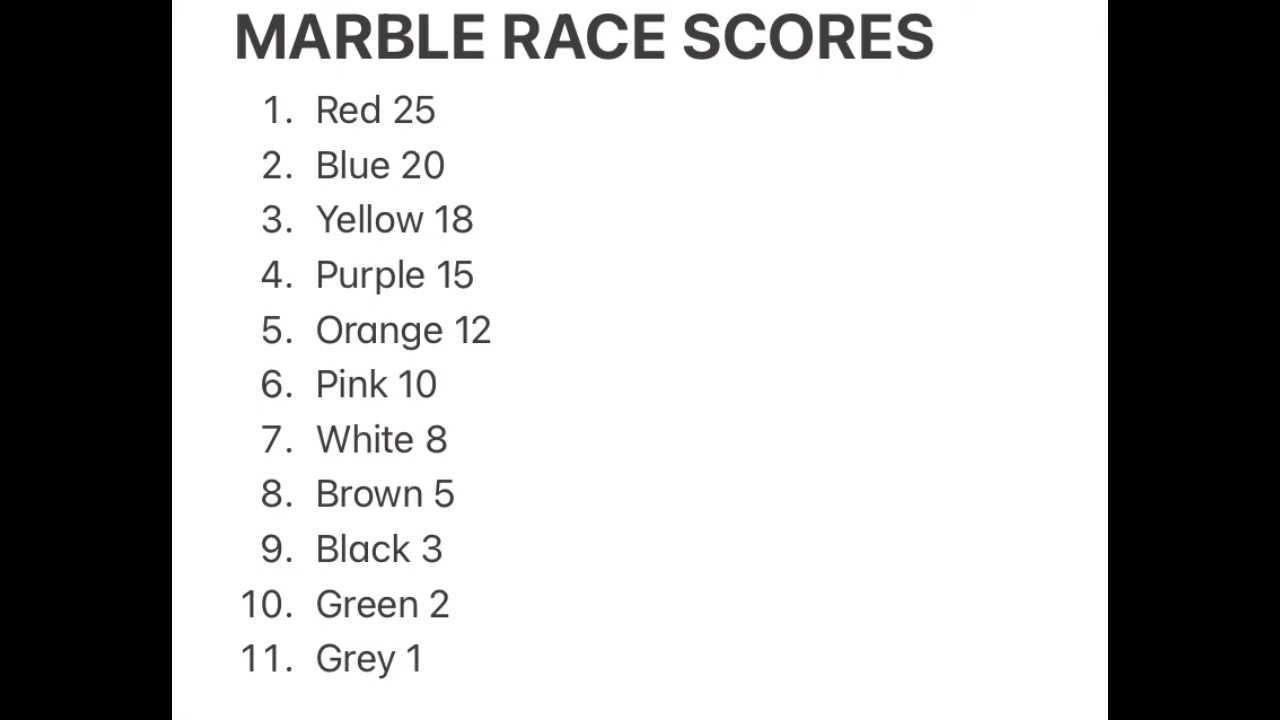 MARBLE RACE SCORES
1. Red 25
2. Blue 20
3. Yellow 18
4. Purple 15
5. Orange 12
6. Pink 10
7. White 8
8. Brown 5
9. Black 3
10. Green 2
11. Grey 1